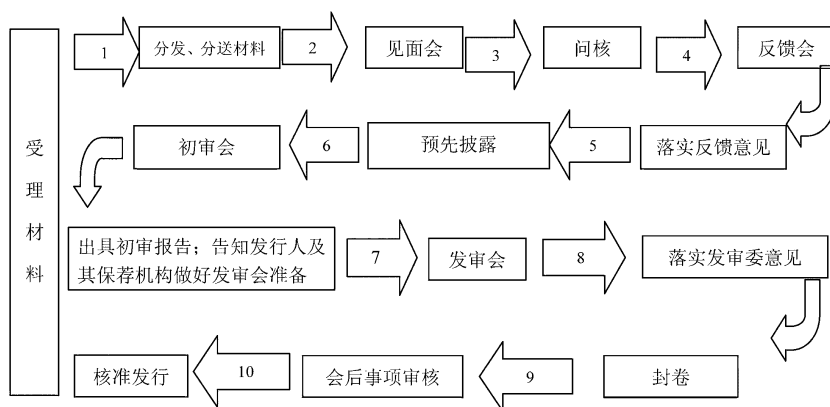 受理材料
1
分发、分送材料
2
见面会
3
问核
4
反馈会
初审会
6
预先披露
5
落实反馈意见
出具初审报告；告知发行人及
其保荐机构做好发审会准备
7
发审会
8
落实发审委意见
核准发行
10
会后事项审核
9
封卷